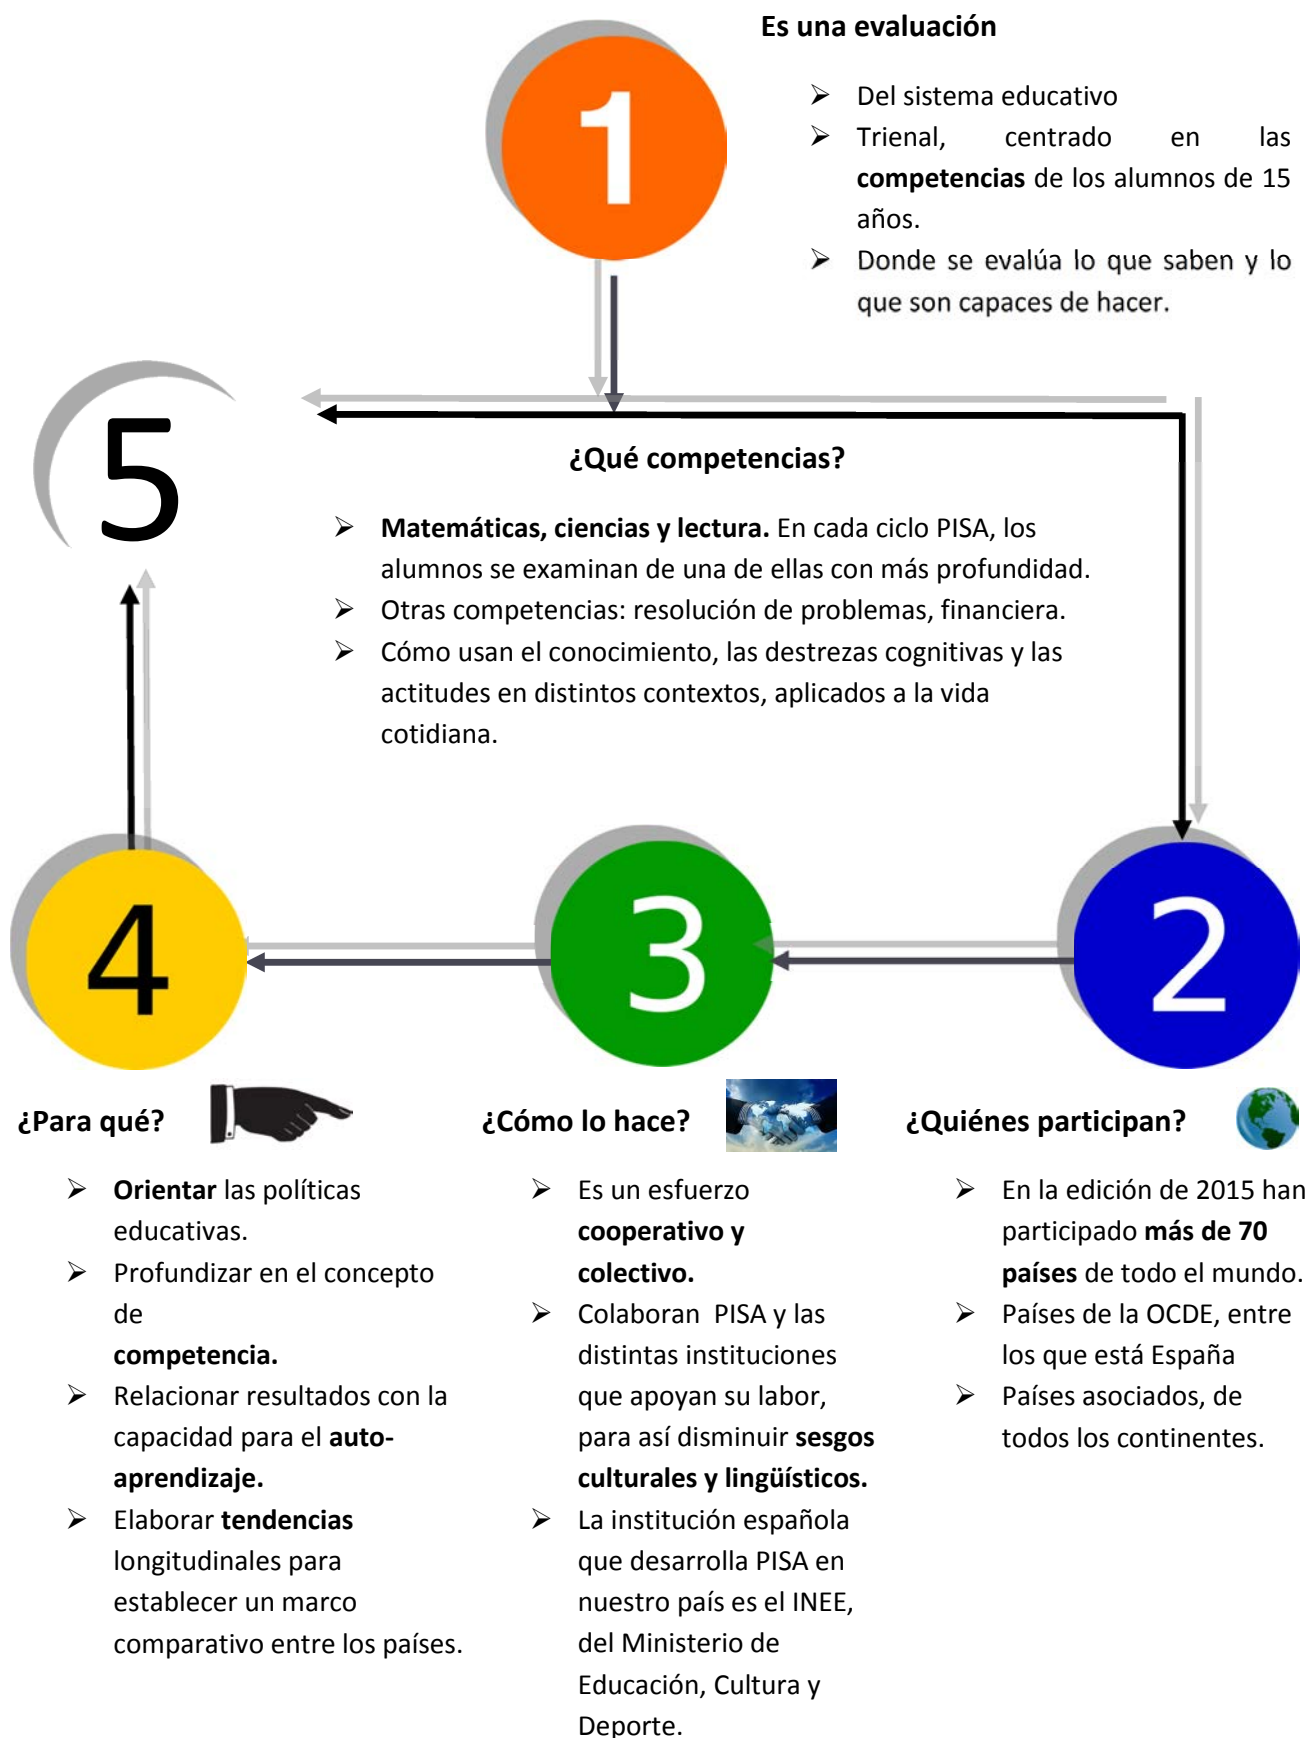 1
Es una evaluación
➢ Del sistema educativo
➢ Trienal, centrado en las
competencias de los alumnos de 15
años.
➢ Donde se evalúa lo que saben y lo
que son capaces de hacer.
5
¿Qué competencias?
➢ Matemáticas, ciencias y lectura. En cada ciclo PISA, los
alumnos se examinan de una de ellas con más profundidad.
➢ Otras competencias: resolución de problemas, financiera.
➢ Cómo usan el conocimiento, las destrezas cognitivas y las
actitudes en distintos contextos, aplicados a la vida
cotidiana.
4
3
2
¿Para qué?
➢ Orientar las políticas
educativas.
➢ Profundizar en el concepto
de
competencia.
➢ Relacionar resultados con la
capacidad para el auto-
aprendizaje.
➢ Elaborar tendencias
longitudinales para
establecer un marco
comparativo entre los países.
¿Cómo lo hace?
➢ Es un esfuerzo
cooperativo y
colectivo.
➢ Colaboran PISA y las
distintas instituciones
que apoyan su labor,
para así disminuir sesgos
culturales y lingüísticos.
➢ La institución española
que desarrolla PISA en
nuestro país es el INEE,
del Ministerio de
Educación, Cultura y
Deporte.
¿Quiénes participan?
➢ En la edición de 2015 han
participado más de 70
países de todo el mundo.
➢ Países de la OCDE, entre
los que está España
➢ Países asociados, de
todos los continentes.